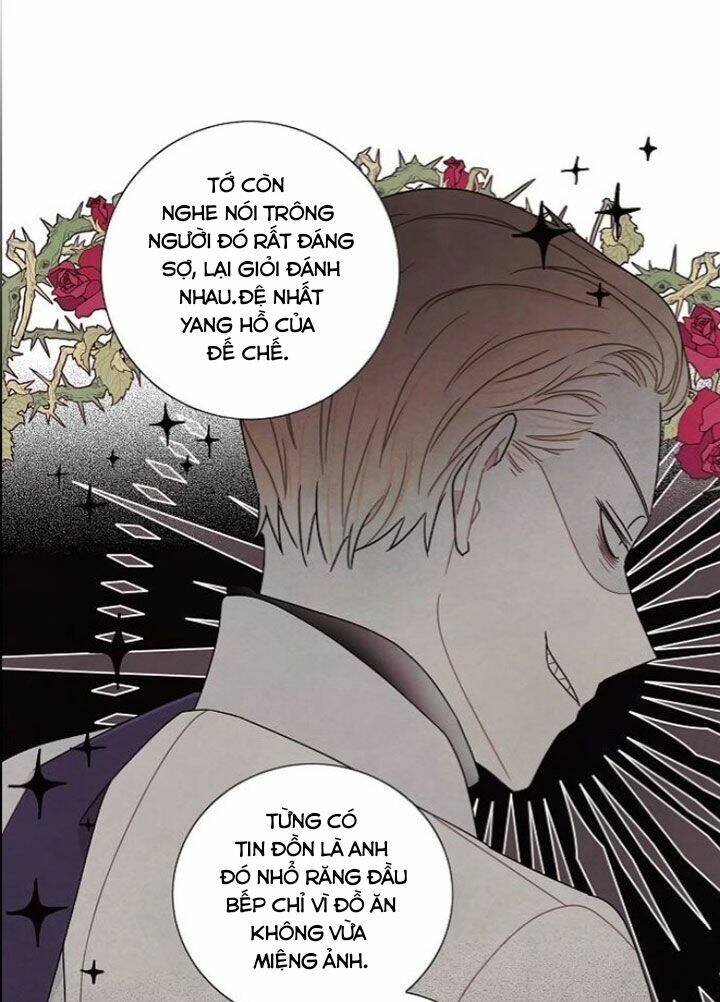 TỚ CÒN
NGHE NÓI TRÔNG
NGƯỜI ĐÓ RẤT ĐÁNG
SỢ, LẠI GIỎI ĐÁNH
NHAU.ĐỆ NHẤT
YANG HỒ CỦA
ĐẾ CHẾ.
TỪNG CÓ
TIN ĐỒN LÀ ANH
ĐÓ NHỔ RĂNG ĐẦU
BẾP CHỈ VÌ ĐỒ ĂN
KHÔNG VỪA
MIỆNG ẢNH.